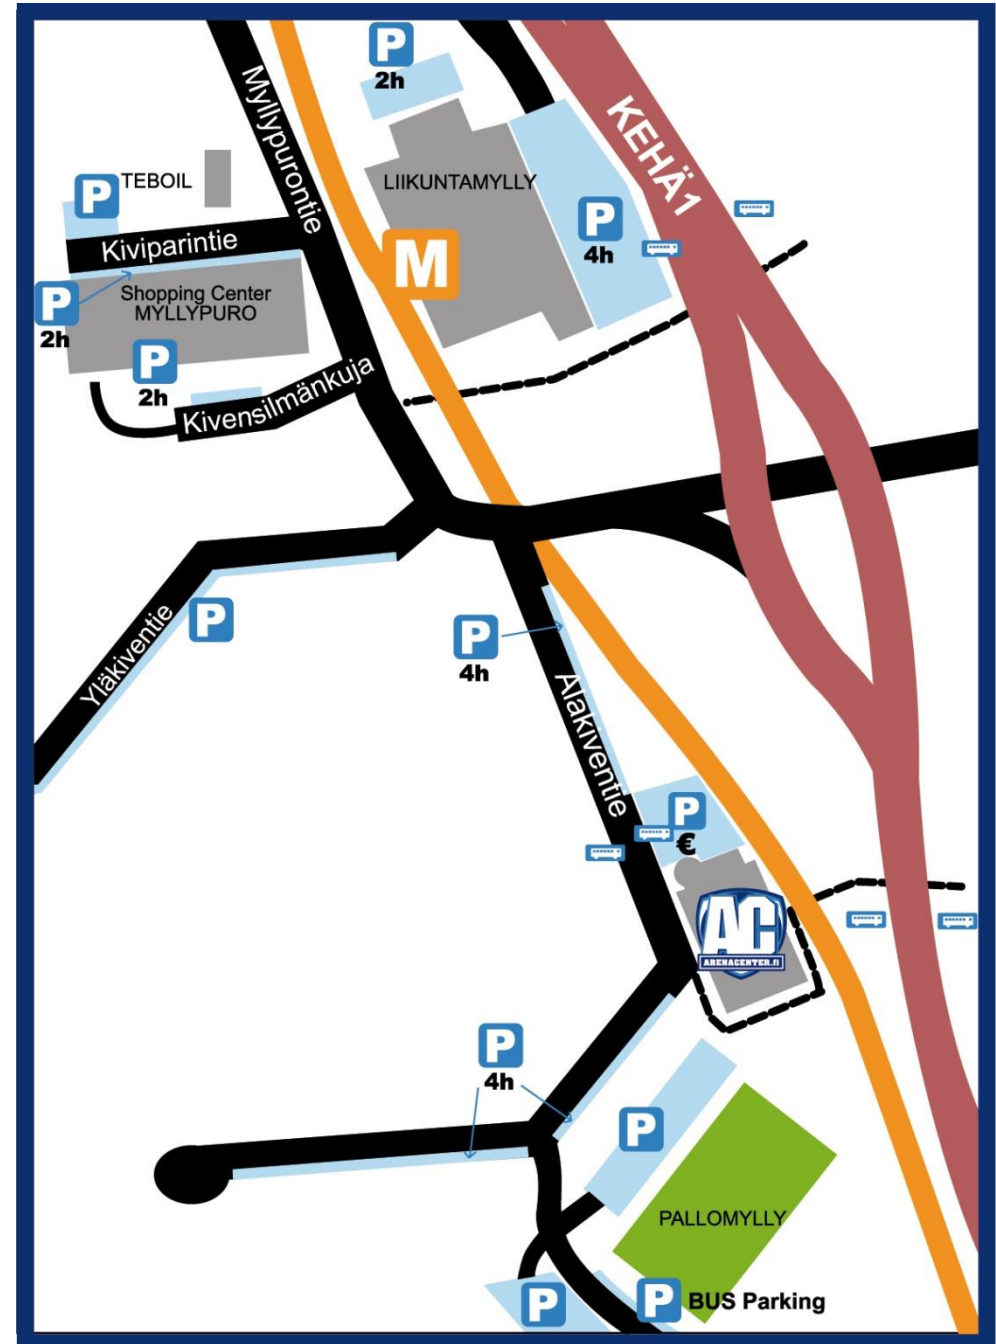 P
2h
Myllypurontie
KEHÄ1
P
TEBOIL
LIIKUNTAMYLLY
P
4h
Kiviparintie
M
P
2h
Shopping Center
MYLLYPURO
P
2h
Kivensilmänkuja
Yläkiventie
P
P
4h
Alakiventie
P
€
AC
ARENACENTER.FI
P
4h
P
PALLOMYLLY
P
P BUS Parking